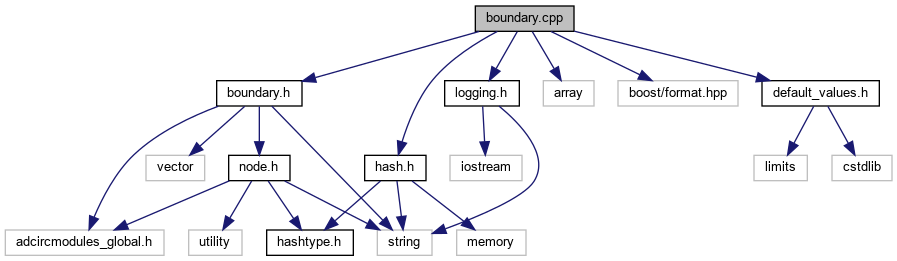 boundary.cpp
boundary.h
logging.h
array
boost/format.hpp
default_values.h
vector
node.h
hash.h
iostream
limits
cstdlib
adcircmodules_global.h
utility
hashtype.h
string
memory